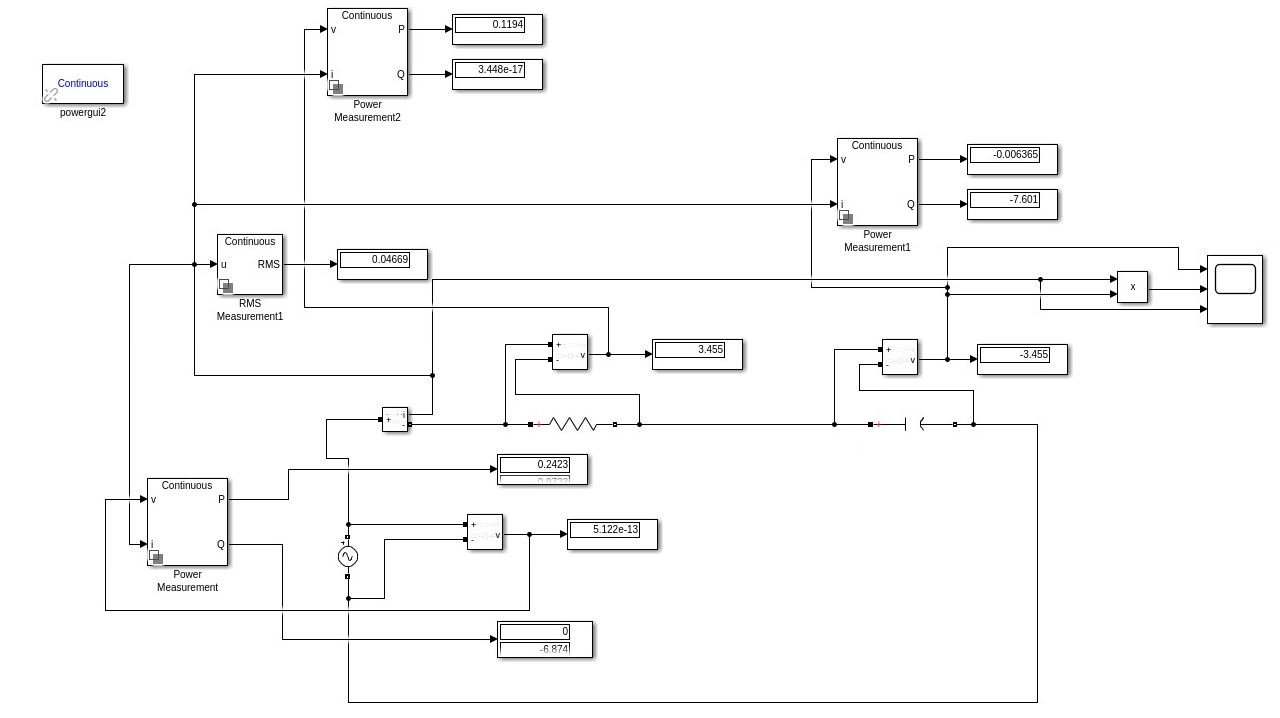 Continuous
v
P
0.1194
i
Q
3.448e-17
Power
Measurement2
Continuous
powergui2
Continuous
v
P
-0.006365
i
Q
-7.601
Power
Measurement1
Continuous
u
RMS
0.04669
RMS
Measurement1
x
+
-
v
3.455
+
-
v
-3.455
+
i
-
+
+
0.2423
Continuous
v
P
i
Q
Power
Measurement
+
-
v
5.122e-13
+
0
-6.874